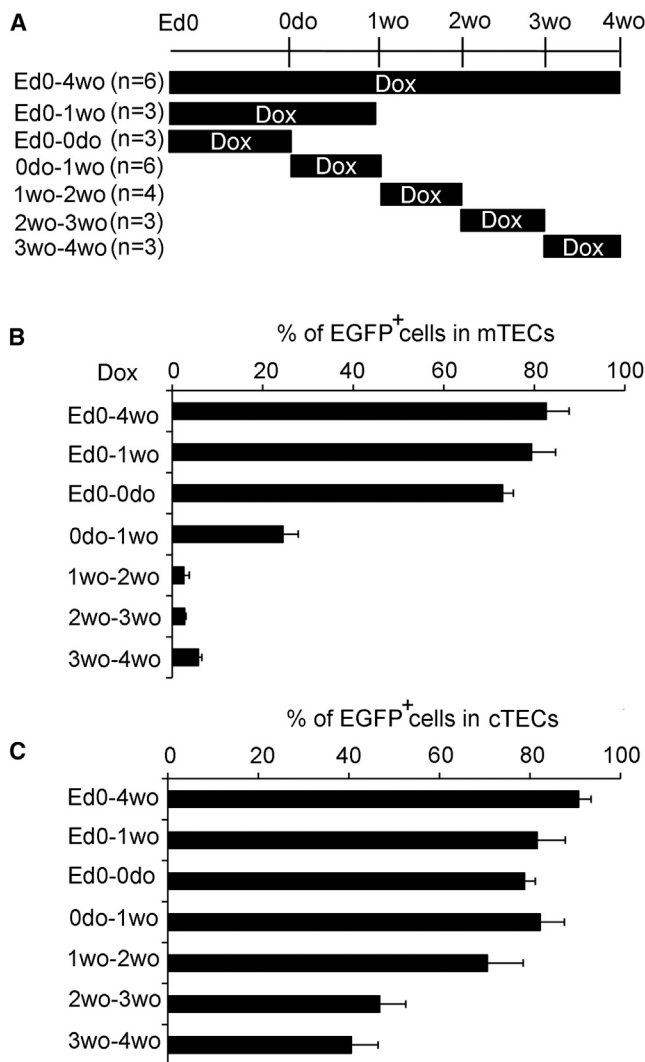 A
Ed0 0do 1wo 2wo 3wo 4wo
Ed0-4wo (n=6) Dox
Ed0-1wo (n=3) Dox
Ed0-0do (n=3) Dox
0do-1wo (n=6) Dox
1wo-2wo (n=4) Dox
2wo-3wo (n=3) Dox
3wo-4wo (n=3) Dox
B
% of EGFP+cells in mTECs
Dox 0 20 40 60 80 100
Ed0-4wo
Ed0-1wo
Ed0-0do
0do-1wo
1wo-2wo
2wo-3wo
3wo-4wo
% of EGFP+cells in cTECs
C
0 20 40 60 80 100
Ed0-4wo
Ed0-1wo
Ed0-0do
0do-1wo
1wo-2wo
2wo-3wo
3wo-4wo